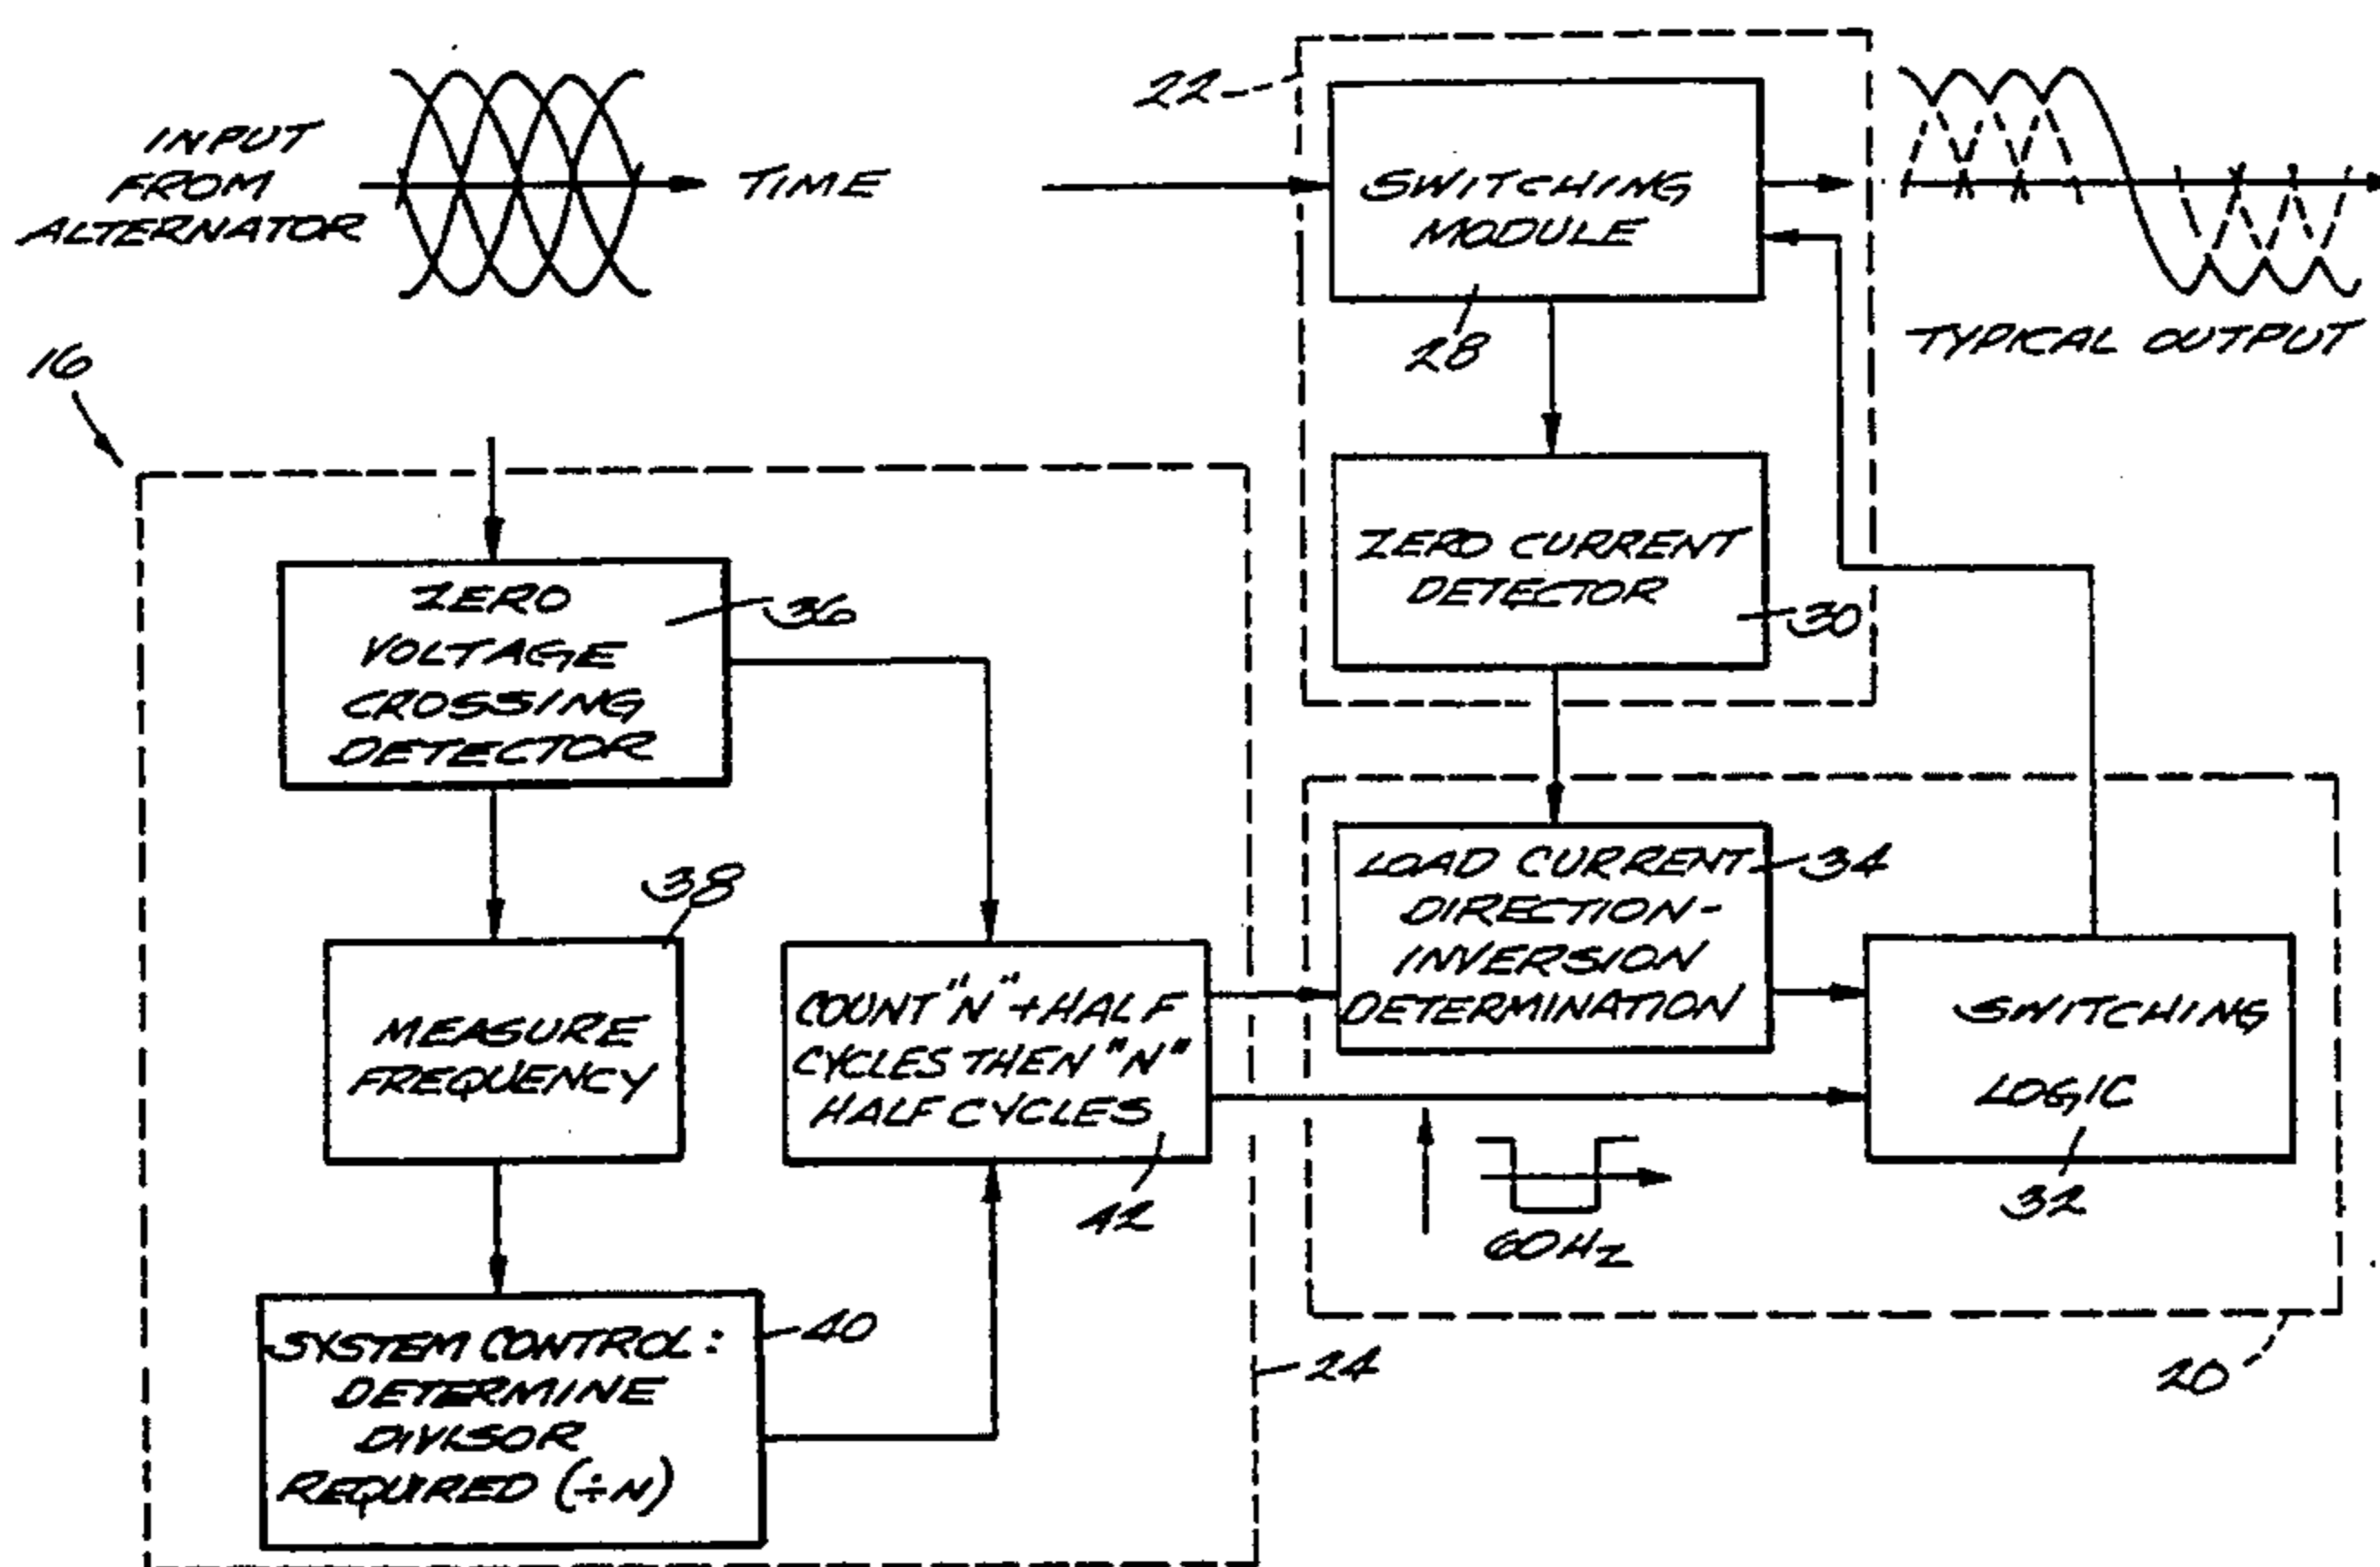 INPUT
FROM
ALTERNATOR
TIME
22
SWITCHING
MODULE
28
TYPICAL OUTPUT
16
ZERO CURRENT
DETECTOR
30
ZERO
VOLTAGE
CROSSING
DETECTOR
36
LOAD CURRENT
DIRECTION-
INVERSION
DETERMINATION
34
38
MEASURE
FREQUENCY
COUNT "N" + HALF
CYCLES THEN "N"
HALF CYCLES
42
SWITCHING
LOGIC
32
60HZ
SYSTEM CONTROL:
DETERMINE
DIVISOR
REQUIRED (÷N)
40
24
20